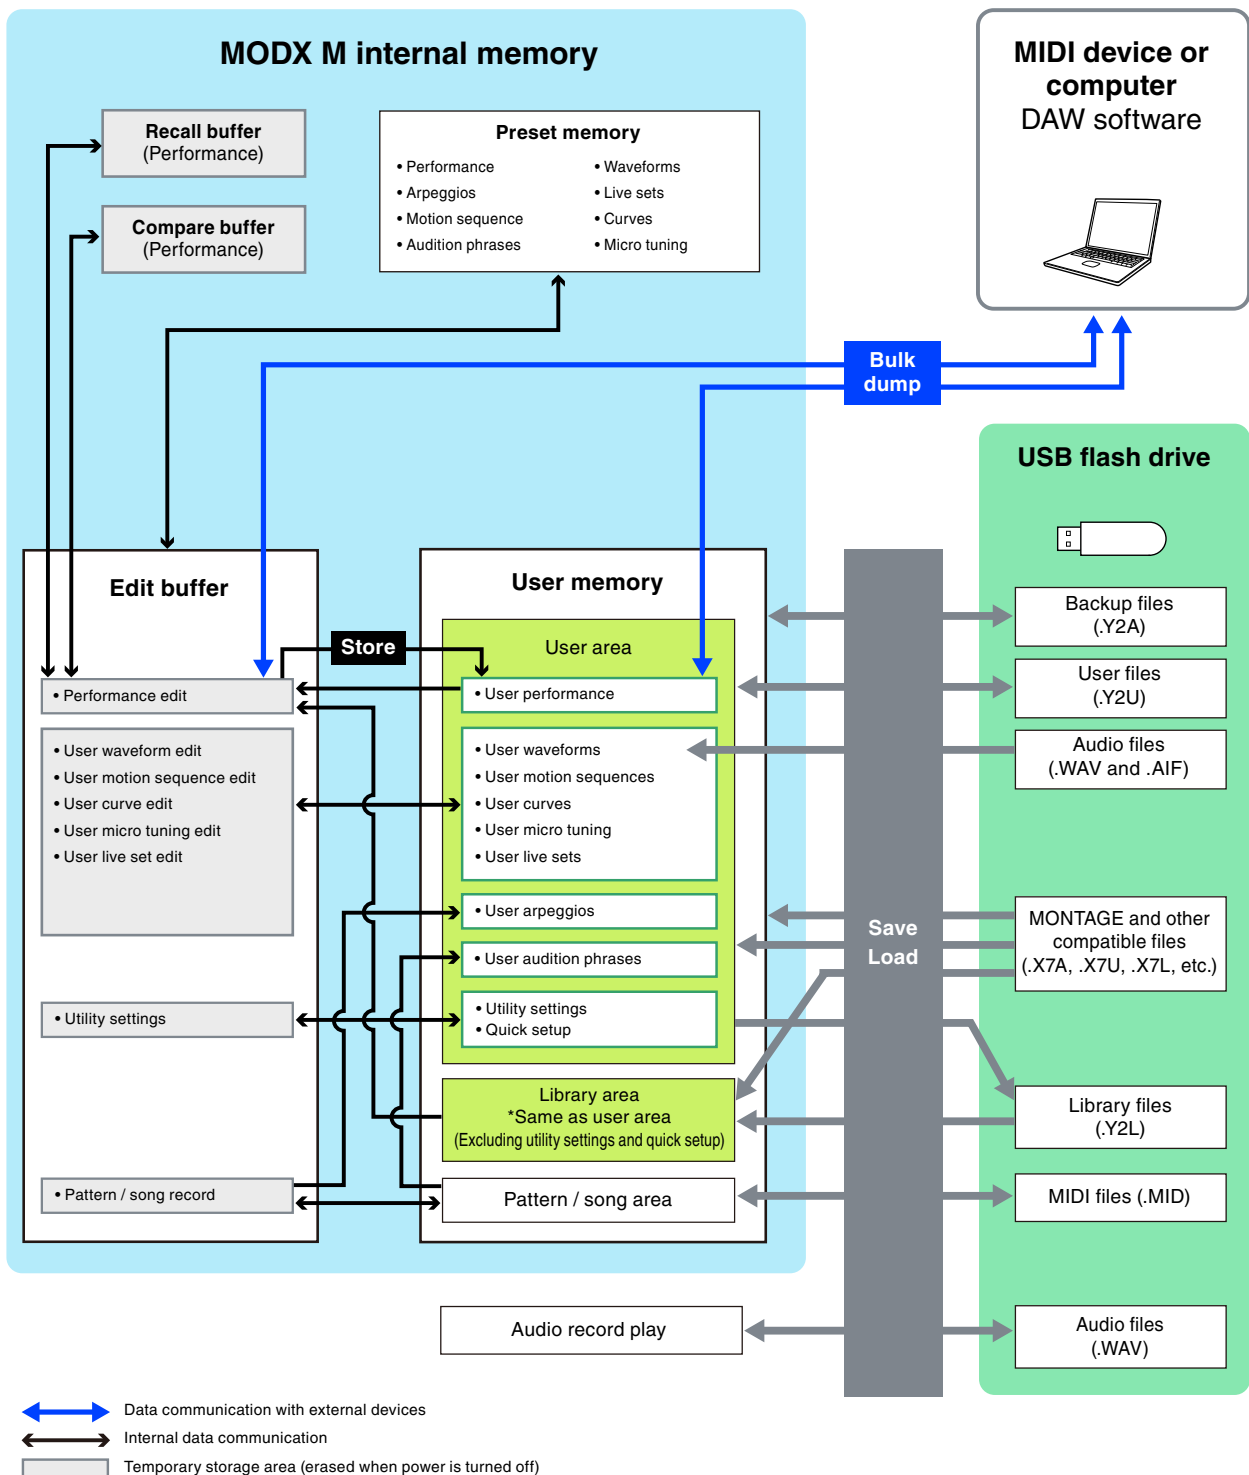 MODX M internal memory
MIDI device or
computer
DAW software
Recall buffer
(Performance)
Compare buffer
(Performance)
Preset memory
• Performance
• Arpeggios
• Motion sequence
• Audition phrases
• Waveforms
• Live sets
• Curves
• Micro tuning
Bulk
dump
USB flash drive
Edit buffer
• Performance edit
• User waveform edit
• User motion sequence edit
• User curve edit
• User micro tuning edit
• User live set edit
• Utility settings
• Pattern / song record
Store
User memory
User area
• User performance
• User waveforms
• User motion sequences
• User curves
• User micro tuning
• User live sets
• User arpeggios
• User audition phrases
• Utility settings
• Quick setup
Library area
*Same as user area
(Excluding utility settings and quick setup)
Pattern / song area
Audio record play
Save
Load
Backup files
(.Y2A)
User files
(.Y2U)
Audio files
(.WAV and .AIF)
MONTAGE and other
compatible files
(.X7A, .X7U, .X7L, etc.)
Library files
(.Y2L)
MIDI files (.MID)
Audio files
(.WAV)
Data communication with external devices
Internal data communication
Temporary storage area (erased when power is turned off)